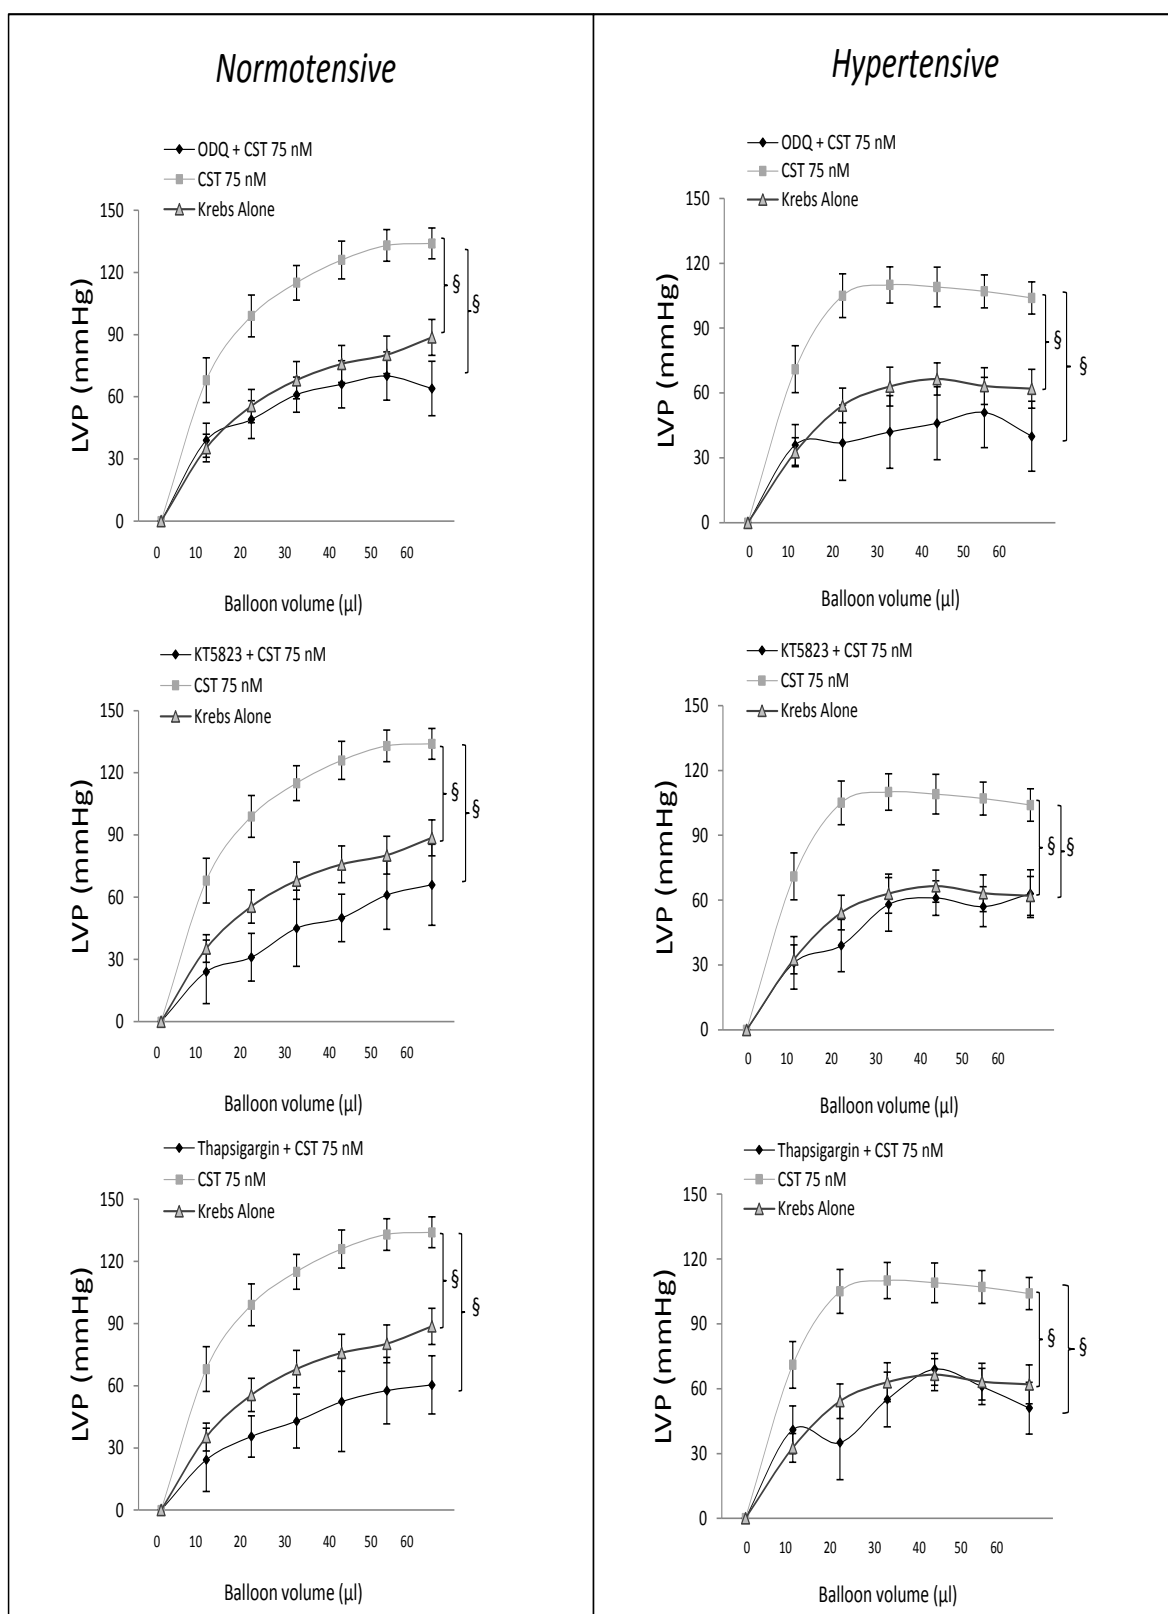 Normotensive
ODQ + CST 75 nM
CST 75 nM
Krebs Alone
150
120
90
60
30
0
LVP (mmHg)
§
§
0 10 20 30 40 50 60
Balloon volume (µl)
KT5823 + CST 75 nM
CST 75 nM
Krebs Alone
150
120
90
60
30
0
LVP (mmHg)
§
§
0 10 20 30 40 50 60
Balloon volume (µl)
Thapsigargin + CST 75 nM
CST 75 nM
Krebs Alone
150
120
90
60
30
0
LVP (mmHg)
§
§
0 10 20 30 40 50 60
Balloon volume (µl)
Hypertensive
ODQ + CST 75 nM
CST 75 nM
Krebs Alone
150
120
90
60
30
0
LVP (mmHg)
§
§
0 10 20 30 40 50 60
Balloon volume (µl)
KT5823 + CST 75 nM
CST 75 nM
Krebs Alone
150
120
90
60
30
0
LVP (mmHg)
§ §
0 10 20 30 40 50 60
Balloon volume (µl)
Thapsigargin + CST 75 nM
CST 75 nM
Krebs Alone
150
120
90
60
30
0
LVP (mmHg)
§ §
0 10 20 30 40 50 60
Balloon volume (µl)